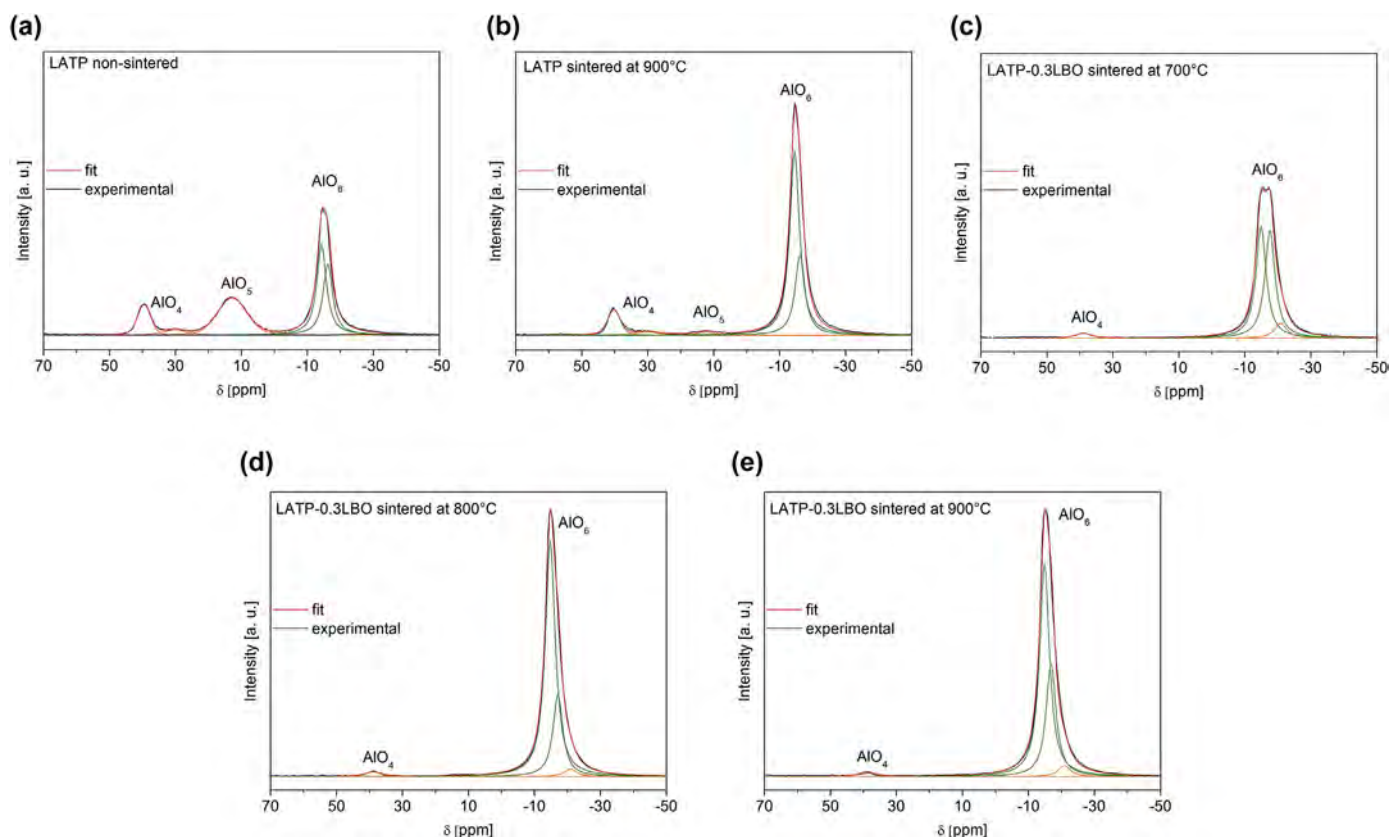 (a)
LATP non-sintered
fit
experimental
AlO4
AlO5
AlO6
Intensity [a. u.]
70 50 30 10 -10 -30 -50
δ [ppm]
(b)
LATP sintered at 900°C
fit
experimental
AlO4
AlO5
AlO6
Intensity [a. u.]
70 50 30 10 -10 -30 -50
δ [ppm]
(c)
LATP-0.3LBO sintered at 700°C
fit
experimental
AlO4
AlO6
Intensity [a. u.]
70 50 30 10 -10 -30 -50
δ [ppm]
(d)
LATP-0.3LBO sintered at 800°C
fit
experimental
AlO4
AlO6
Intensity [a. u.]
70 50 30 10 -10 -30 -50
δ [ppm]
(e)
LATP-0.3LBO sintered at 900°C
fit
experimental
AlO4
AlO6
Intensity [a. u.]
70 50 30 10 -10 -30 -50
δ [ppm]